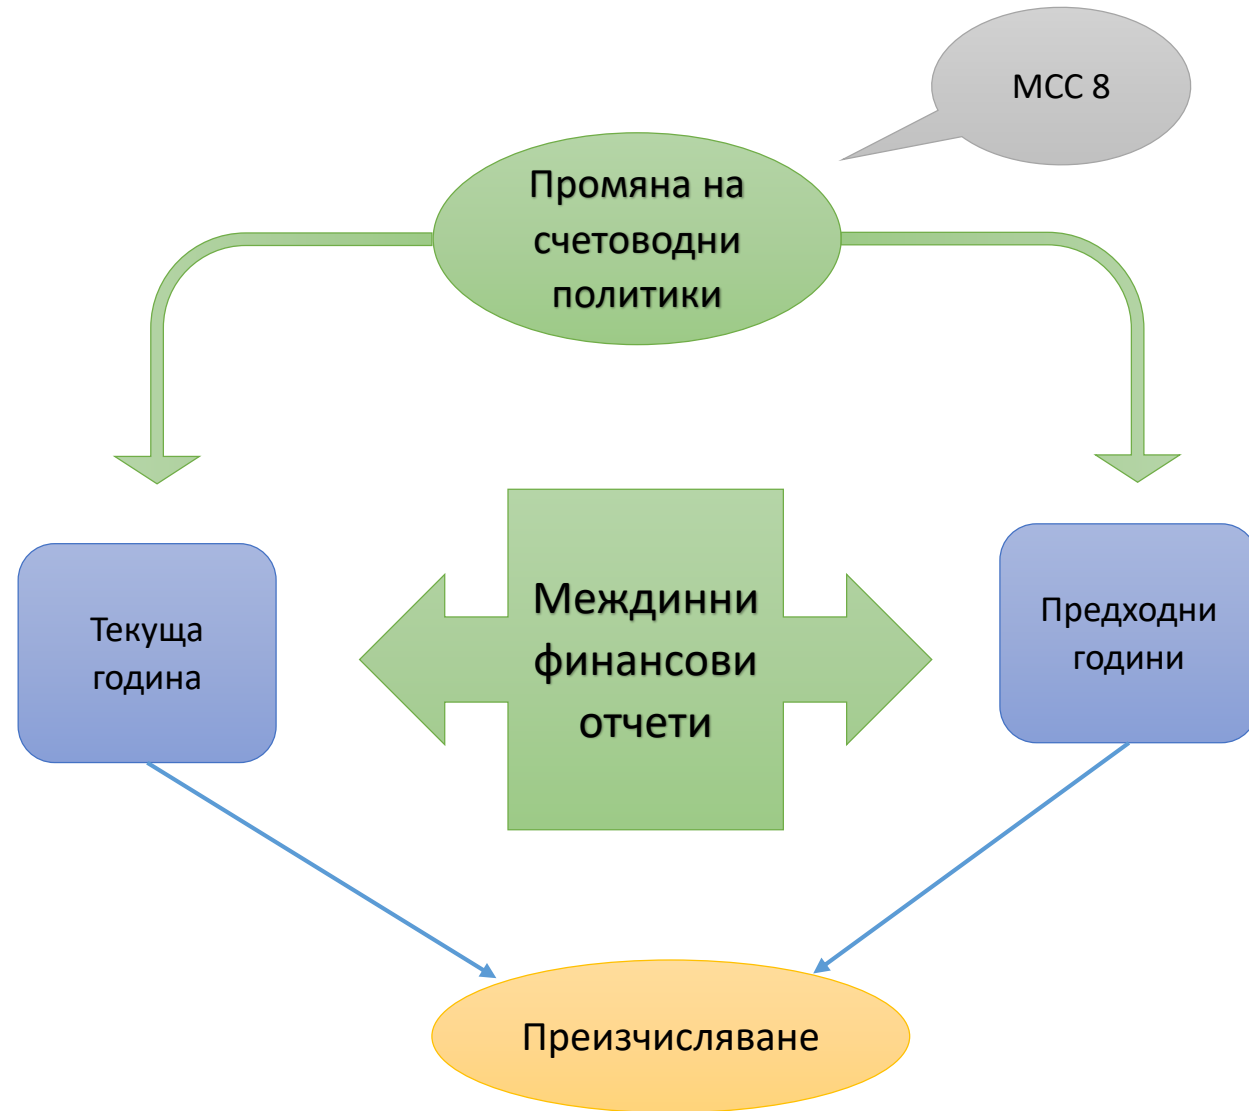 МСС 8
Промяна на
счетоводни
политики
Текуща
година
Междинни
финансови
отчети
Предходни
години
Преизчисляване